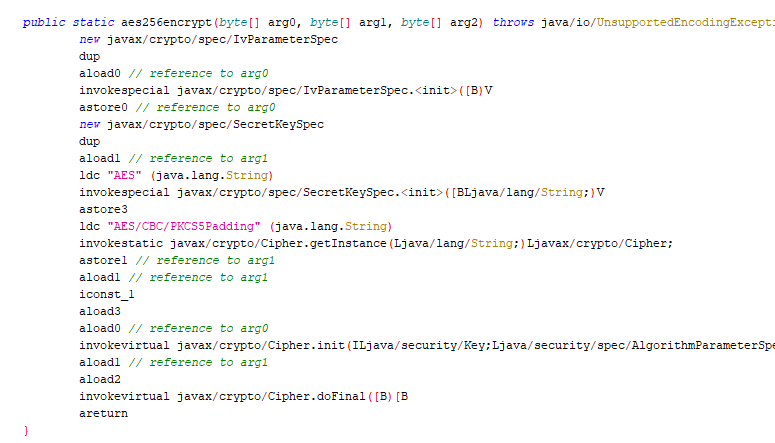 public static aes256encrypt(byte[] arg0, byte[] arg1, byte[] arg2) throws java/io/UnsupportedEncodingExcepti
new javax/crypto/spec/IvParameterSpec
dup
aload0 // reference to arg0
invokespecial javax/crypto/spec/IvParameterSpec.<init>([B)V
astore0 // reference to arg0
new javax/crypto/spec/SecretKeySpec
dup
aload1 // reference to arg1
ldc "AES" (java.lang.String)
invokespecial javax/crypto/spec/SecretKeySpec.<init>([BLjava/lang/String;)V
astore3
ldc "AES/CBC/PKCS5Padding" (java.lang.String)
invokestatic javax/crypto/Cipher.getInstance(Ljava/lang/String;)Ljavax/crypto/Cipher;
astore1 // reference to arg1
aload1 // reference to arg1
iconst_1
aload3
aload0 // reference to arg0
invokevirtual javax/crypto/Cipher.init(ILjava/security/Key;Ljava/security/spec/AlgorithmParameterSpe
aload1 // reference to arg1
aload2
invokevirtual javax/crypto/Cipher.doFinal([B)[B
areturn
}